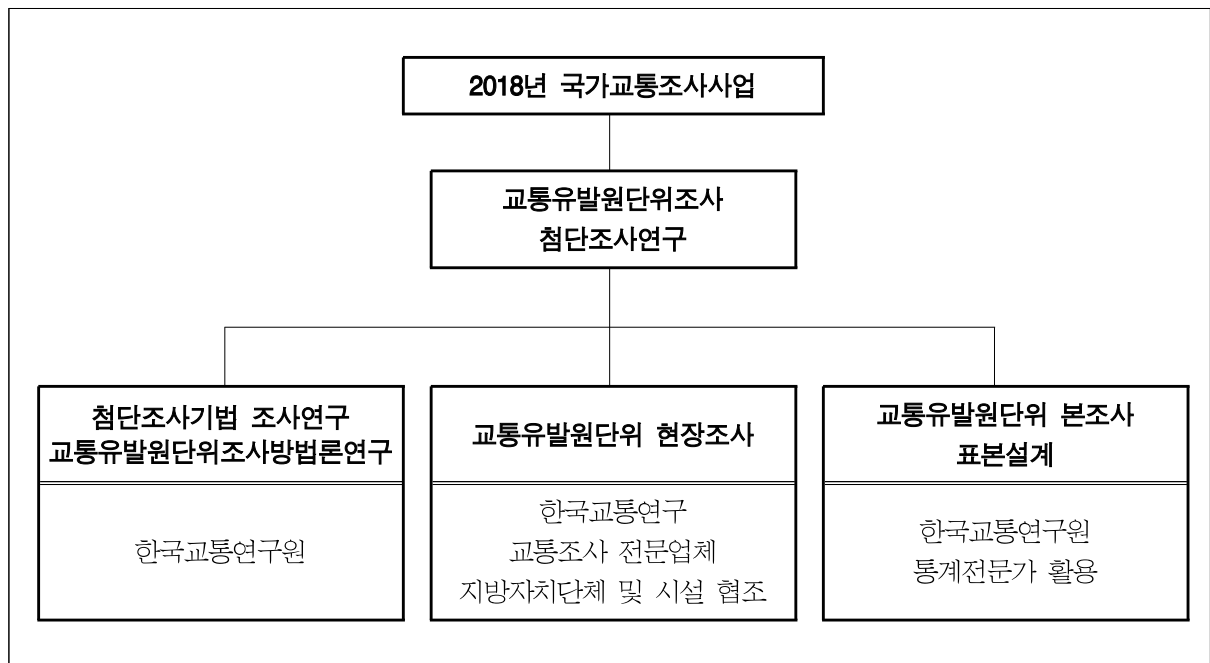 2018년 국가교통조사사업
교통유발원단위조사
첨단조사연구
첨단조사기법 조사연구
교통유발원단위조사방법론연구
한국교통연구원
교통유발원단위 현장조사
한국교통연구
교통조사 전문업체
지방자치단체 및 시설 협조
교통유발원단위 본조사
표본설계
한국교통연구원
통계전문가 활용